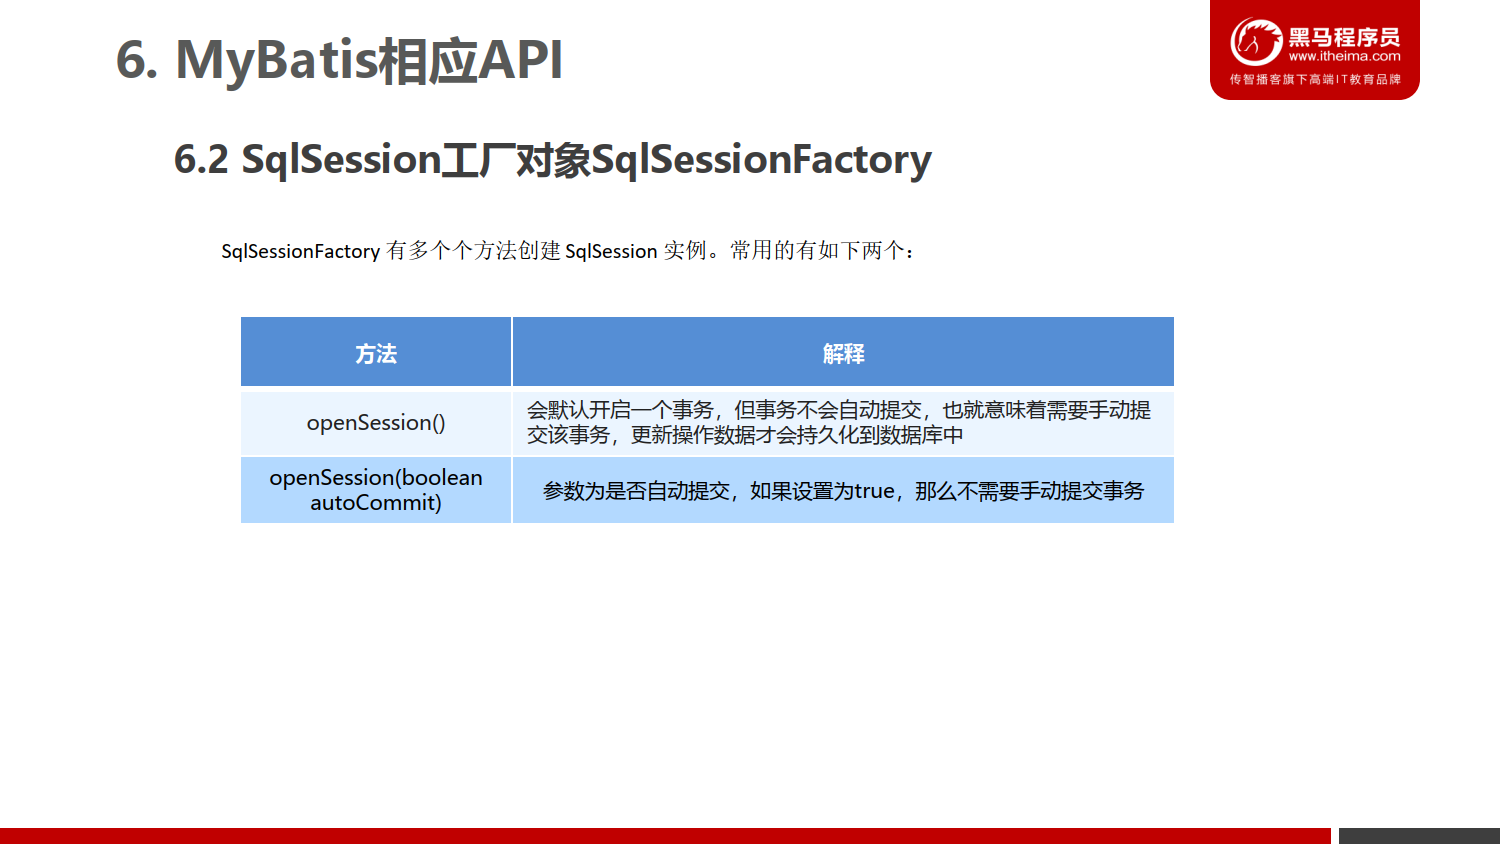 6. MyBatis相应API
黑马程序员
www.itheima.com
传智播客旗下高端IT教育品牌
6.2 SqlSession工厂对象SqlSessionFactory
SqlSessionFactory 有多个个方法创建 SqlSession 实例。常用的有如下两个：
方法
解释
openSession()
会默认开启一个事务，但事务不会自动提交，也就意味着需要手动提
交该事务，更新操作数据才会持久化到数据库中
openSession(boolean
autoCommit)
参数为是否自动提交，如果设置为true，那么不需要手动提交事务